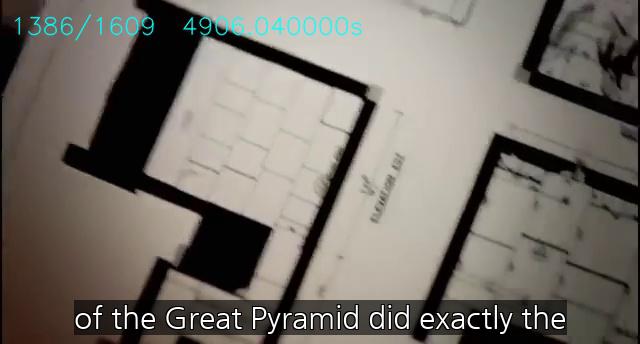 1386/1609 4906.040000s
of the Great Pyramid did exactly the